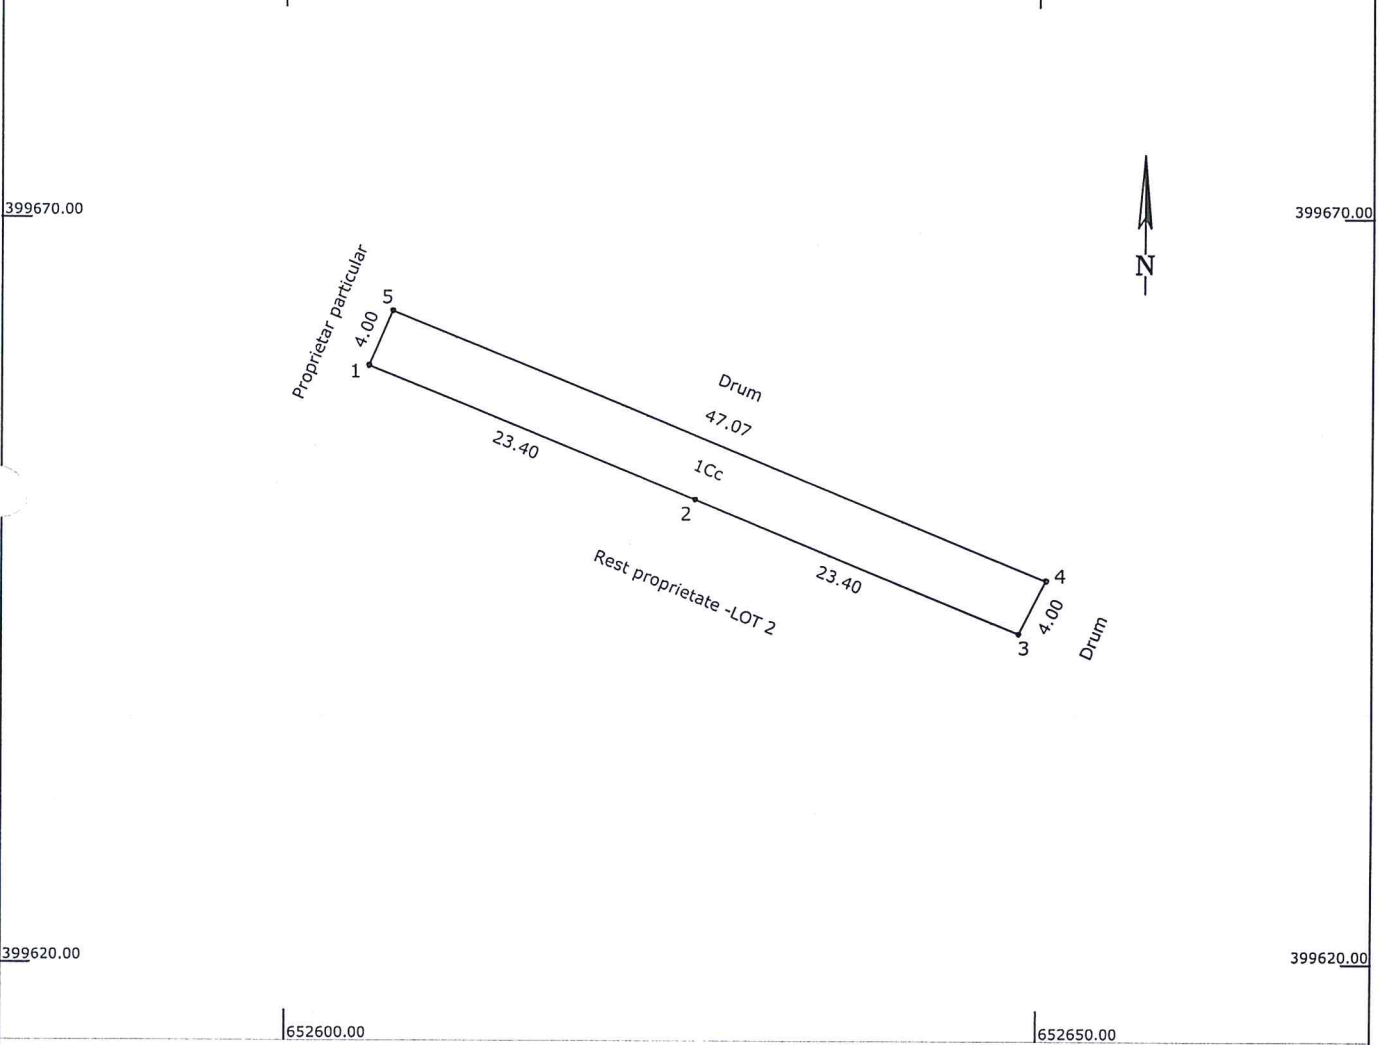 399670.00
399670.00
N
Proprietar particular
5
4.00
1
Drum
47.07
23.40
1Cc
2
Rest proprietate -LOT 2
23.40
4
4.00
3
Drum
399620.00
399620.00
652600.00
652650.00